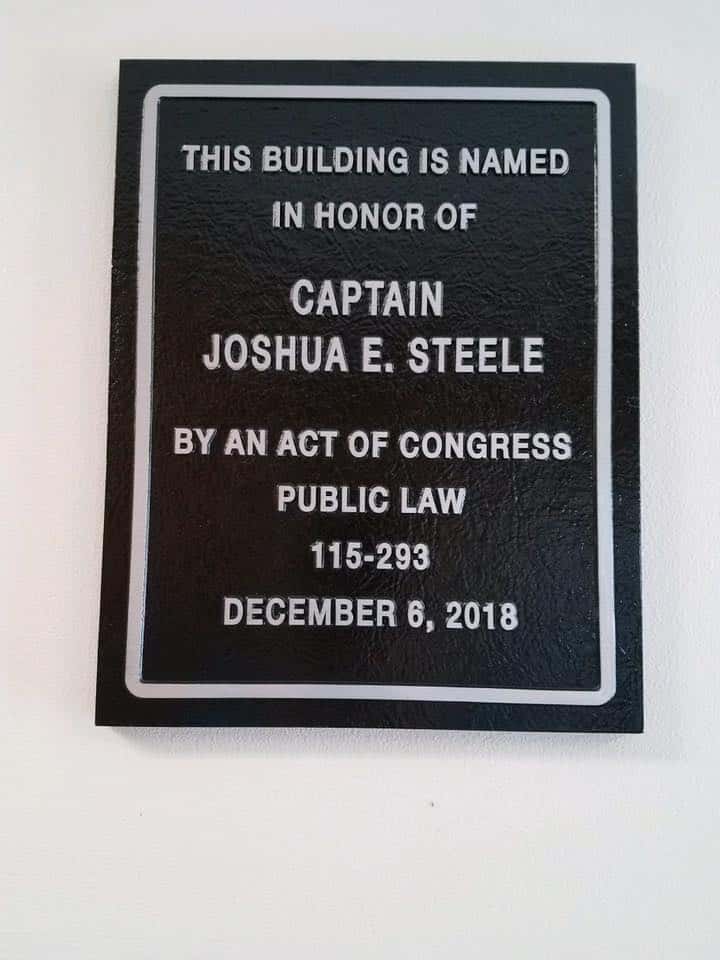 THIS BUILDING IS NAMED
IN HONOR OF
CAPTAIN
JOSHUA E. STEELE
BY AN ACT OF CONGRESS
PUBLIC LAW
115-293
DECEMBER 6, 2018